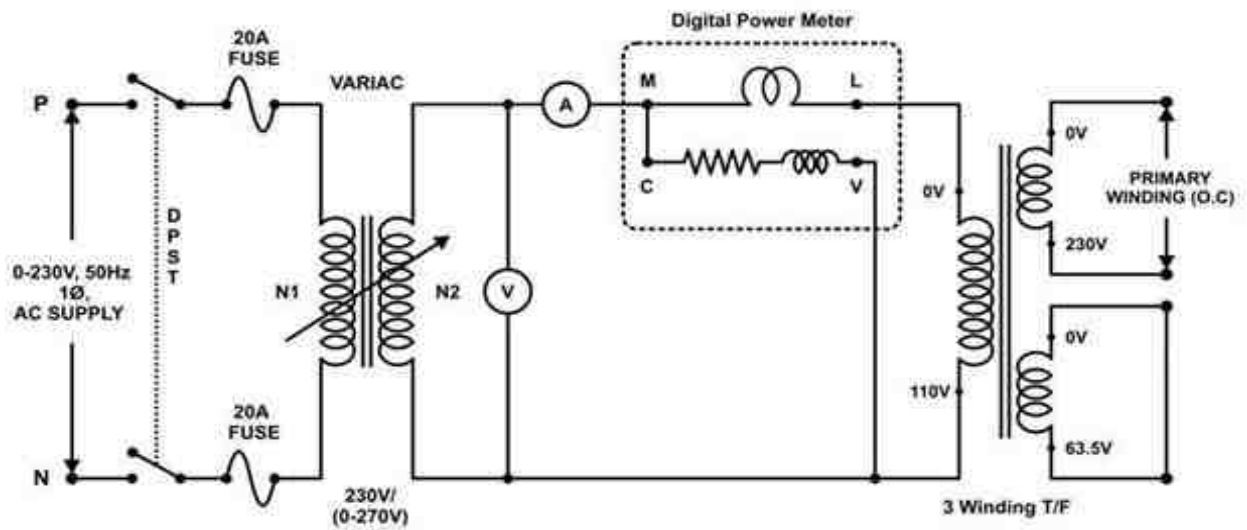 Digital Power Meter
20A
FUSE
VARIAC
M
L
P
A
0V
C
V
0V
PRIMARY
WINDING (O.C)
D
P
S
T
230V
0-230V, 50Hz
1Ø,
AC SUPPLY
N1
N2
V
0V
110V
20A
FUSE
63.5V
N
230V/
(0-270V)
3 Winding T/F